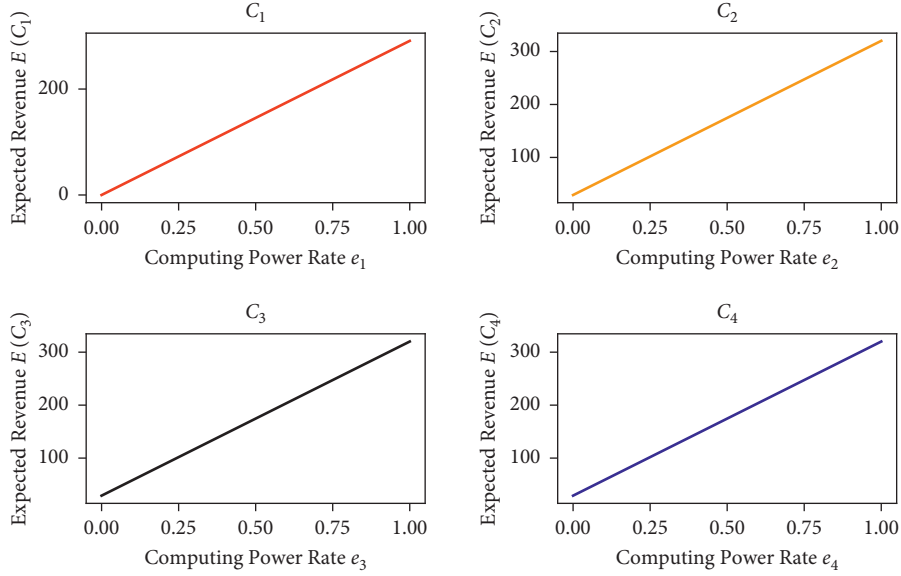 C1
Expected Revenue E (C1)
200
0
0.00 0.25 0.50 0.75 1.00
Computing Power Rate e1
C2
Expected Revenue E (C2)
300
200
100
0.00 0.25 0.50 0.75 1.00
Computing Power Rate e2
C3
Expected Revenue E (C3)
300
200
100
0.00 0.25 0.50 0.75 1.00
Computing Power Rate e3
C4
Expected Revenue E (C4)
300
200
100
0.00 0.25 0.50 0.75 1.00
Computing Power Rate e4